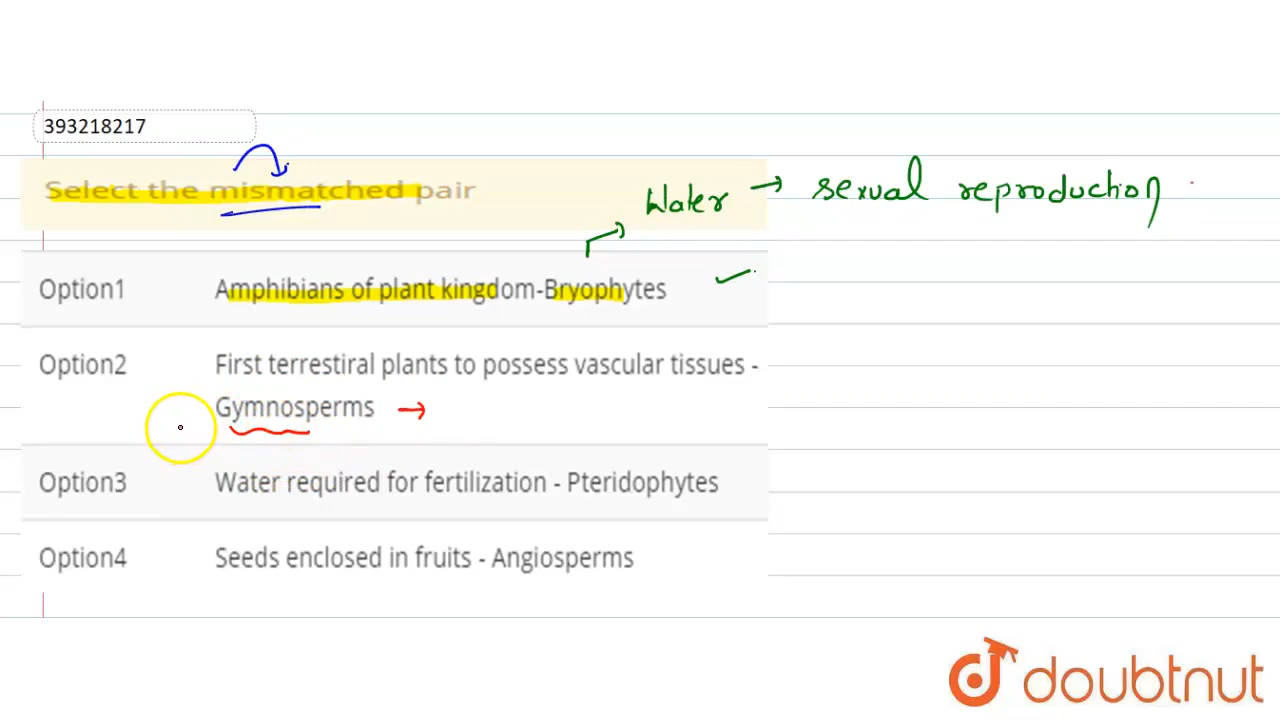 393218217
Select the mismatched pair
Water → sexual reproduction
Option1 Amphibians of plant kingdom-Bryophytes
Option2 First terrestiral plants to possess vascular tissues -
Gymnosperms →
Option3 Water required for fertilization - Pteridophytes
Option4 Seeds enclosed in fruits - Angiosperms
doubtnut